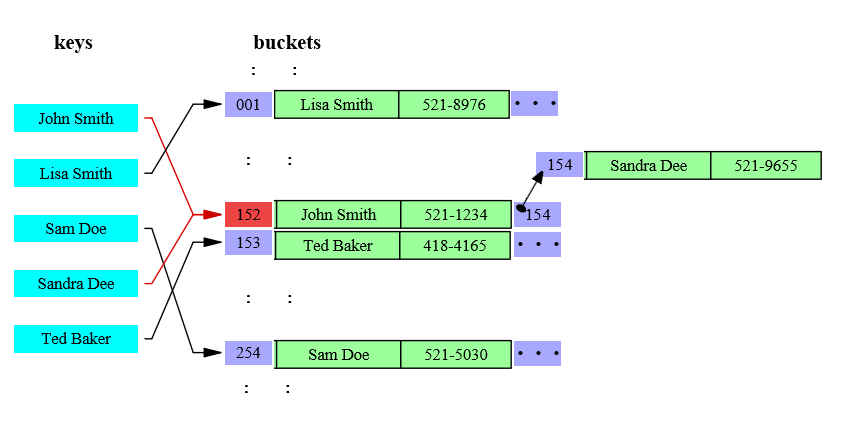 keys
buckets
: :
John Smith
Lisa Smith
Sam Doe
Sandra Dee
Ted Baker
001 Lisa Smith 521-8976 • • •
: :
154 Sandra Dee 521-9655
152 John Smith 521-1234 154
153 Ted Baker 418-4165 • • •
: :
254 Sam Doe 521-5030 • • •
: :